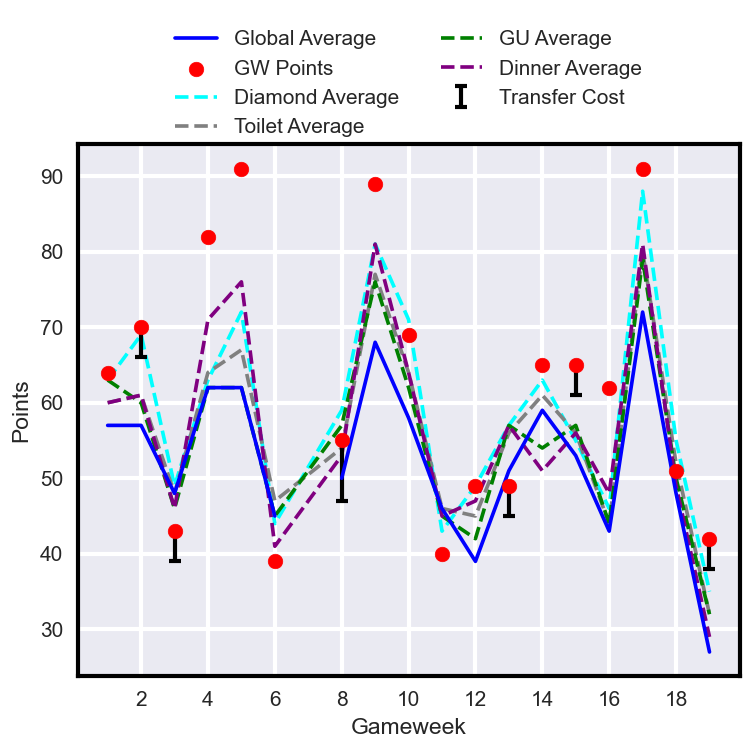 Global Average
GW Points
Diamond Average
Toilet Average
GU Average
Dinner Average
Transfer Cost
90
80
70
60
50
40
30
Points
2 4 6 8 10 12 14 16 18
Gameweek